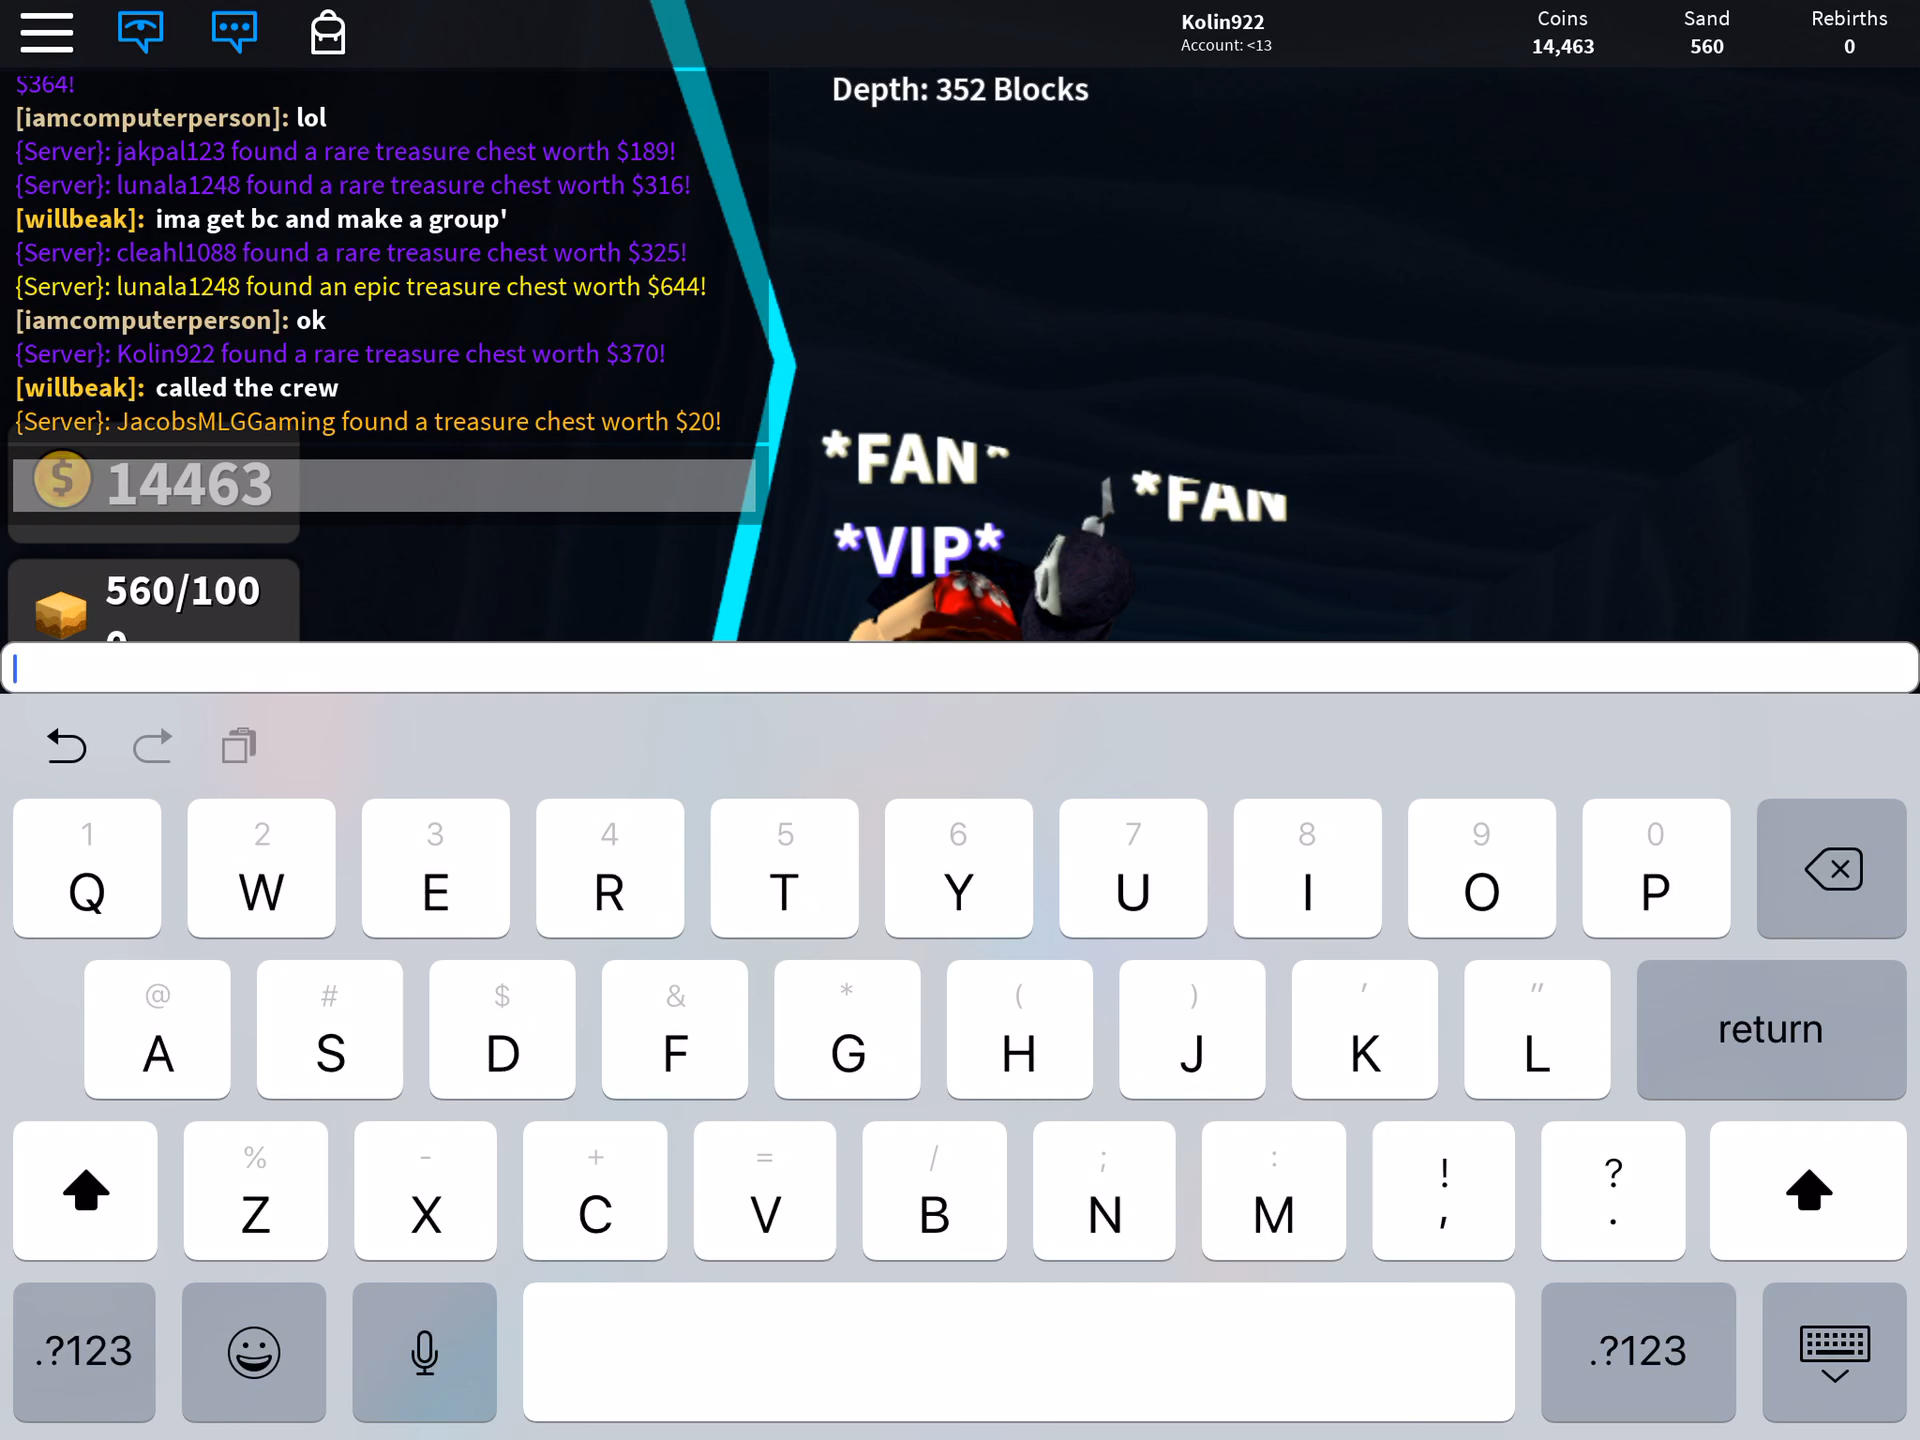 Kolin922
Account: <13
Coins
14,463
Sand
560
Rebirths
0
Depth: 352 Blocks
$364!
[iamcomputerperson]: lol
{Server}: jakpal123 found a rare treasure chest worth $189!
{Server}: lunala1248 found a rare treasure chest worth $316!
[willbeak]: ima get bc and make a group'
{Server}: cleahl1088 found a rare treasure chest worth $325!
{Server}: lunala1248 found an epic treasure chest worth $644!
[iamcomputerperson]: ok
{Server}: Kolin922 found a rare treasure chest worth $370!
[willbeak]: called the crew
{Server}: JacobsMLGGaming found a treasure chest worth $20!
$ 14463
560/100
0
*FAN*
*VIP*
*FAN
1 2 3 4 5 6 7 8 9 0
Q W E R T Y U I O P
@ # $ & * ( ) ' "
A S D F G H J K L return
% - + = / ; : ! ?
Z X C V B N M , .
.?123 .?123